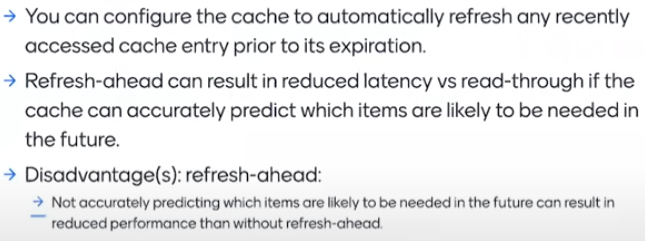 → You can configure the cache to automatically refresh any recently
accessed cache entry prior to its expiration.
→ Refresh-ahead can result in reduced latency vs read-through if the
cache can accurately predict which items are likely to be needed in
the future.
→ Disadvantage(s): refresh-ahead:
→ Not accurately predicting which items are likely to be needed in the future can result in
reduced performance than without refresh-ahead.